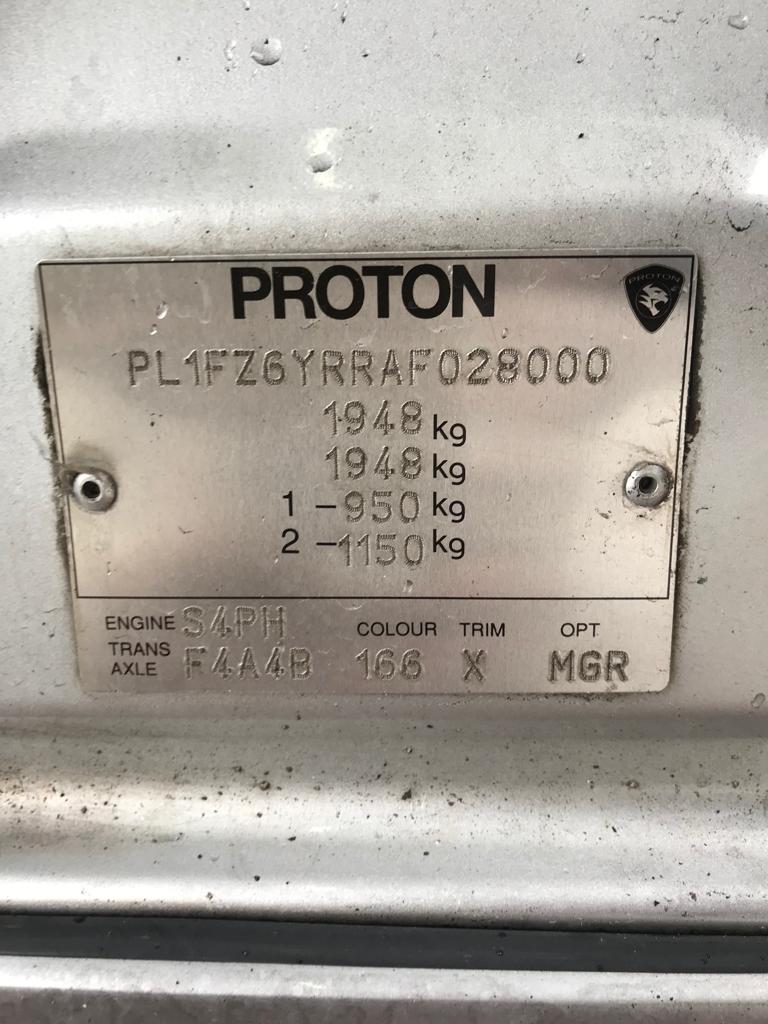 PROTON
PROTON
PL1FZ6YRRAF028000
1948 kg
1948 kg
1 -950 kg
2 -1150 kg
ENGINE S4PH COLOUR TRIM OPT
TRANS
AXLE F4A4B 166 X MGR